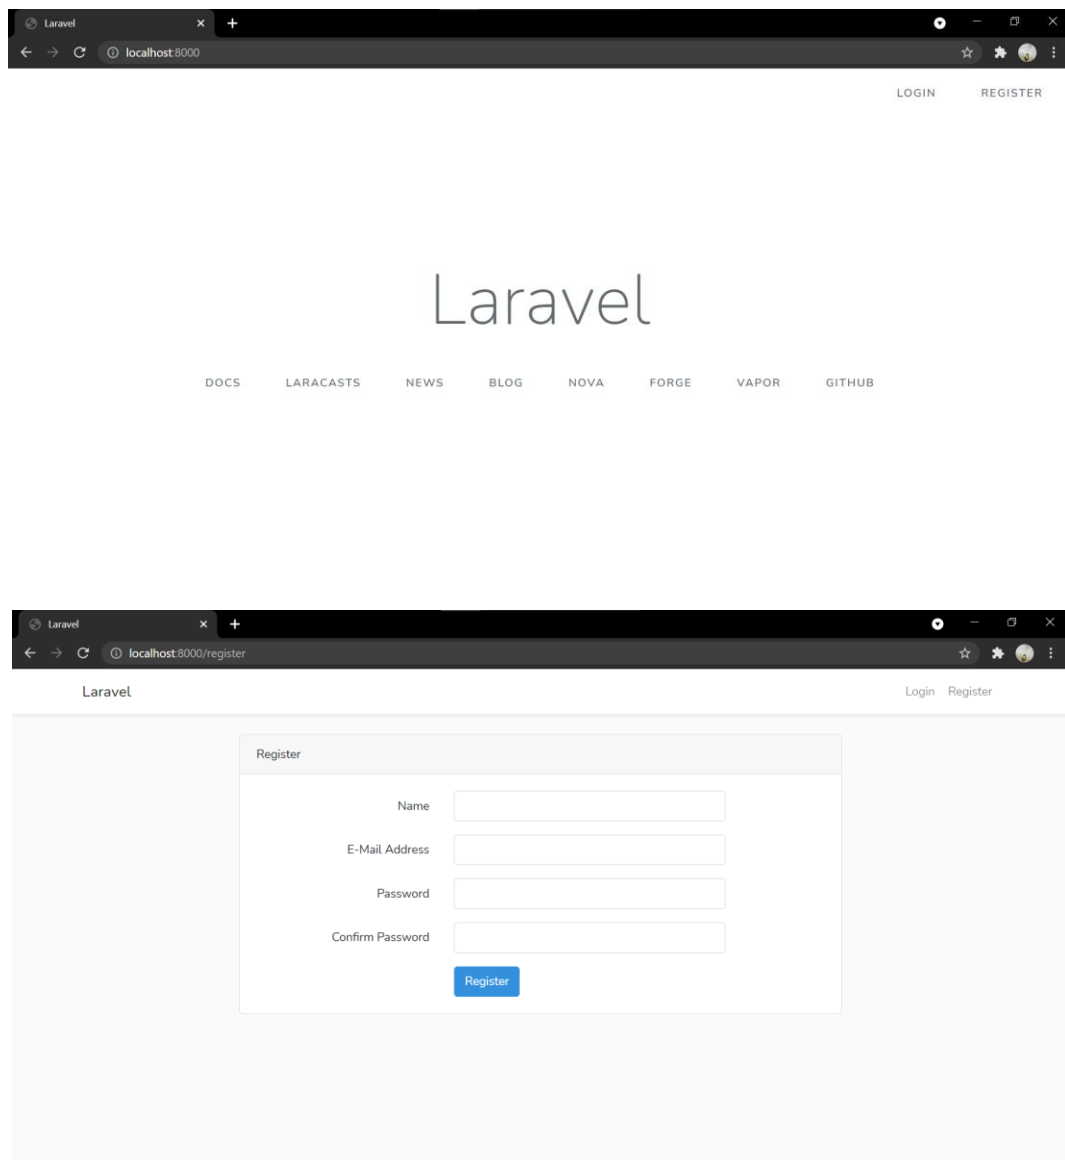 Laravel
localhost:8000
LOGIN REGISTER
Laravel
DOCS LARACASTS NEWS BLOG NOVA FORGE VAPOR GITHUB
Laravel
localhost:8000/register
Laravel Login Register
Register
Name
E-Mail Address
Password
Confirm Password
Register